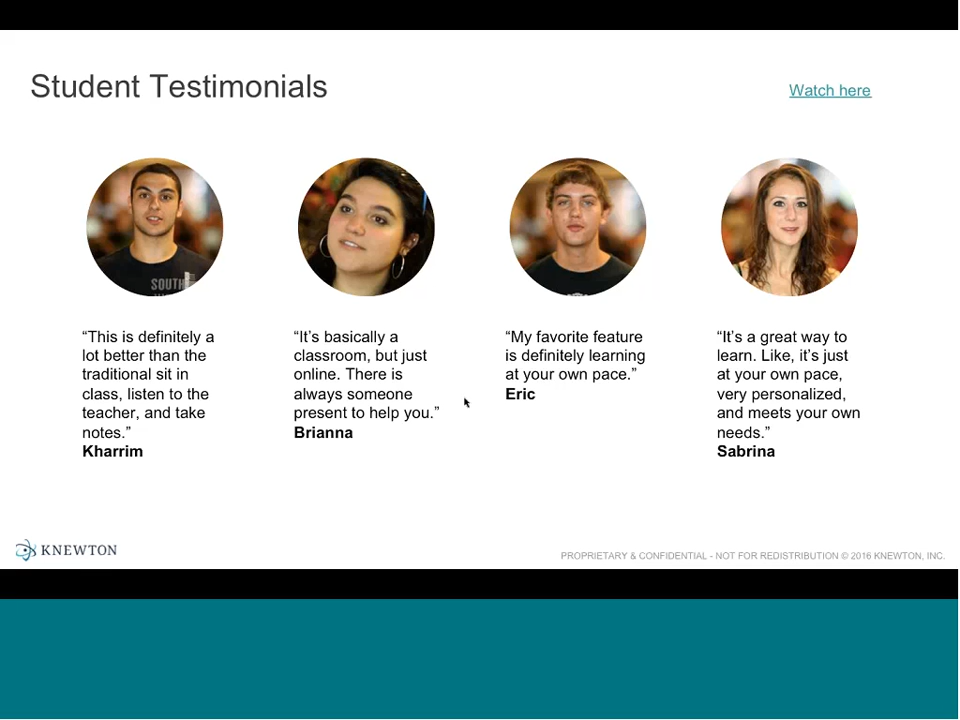 Student Testimonials
Watch here
SOUTH
“This is definitely a
lot better than the
traditional sit in
class, listen to the
teacher, and take
notes.”
Kharrim
“It’s basically a
classroom, but just
online. There is
always someone
present to help you.”
Brianna
“My favorite feature
is definitely learning
at your own pace.”
Eric
“It’s a great way to
learn. Like, it’s just
at your own pace,
very personalized,
and meets your own
needs.”
Sabrina
KNEWTON
PROPRIETARY & CONFIDENTIAL - NOT FOR REDISTRIBUTION © 2016 KNEWTON, INC.